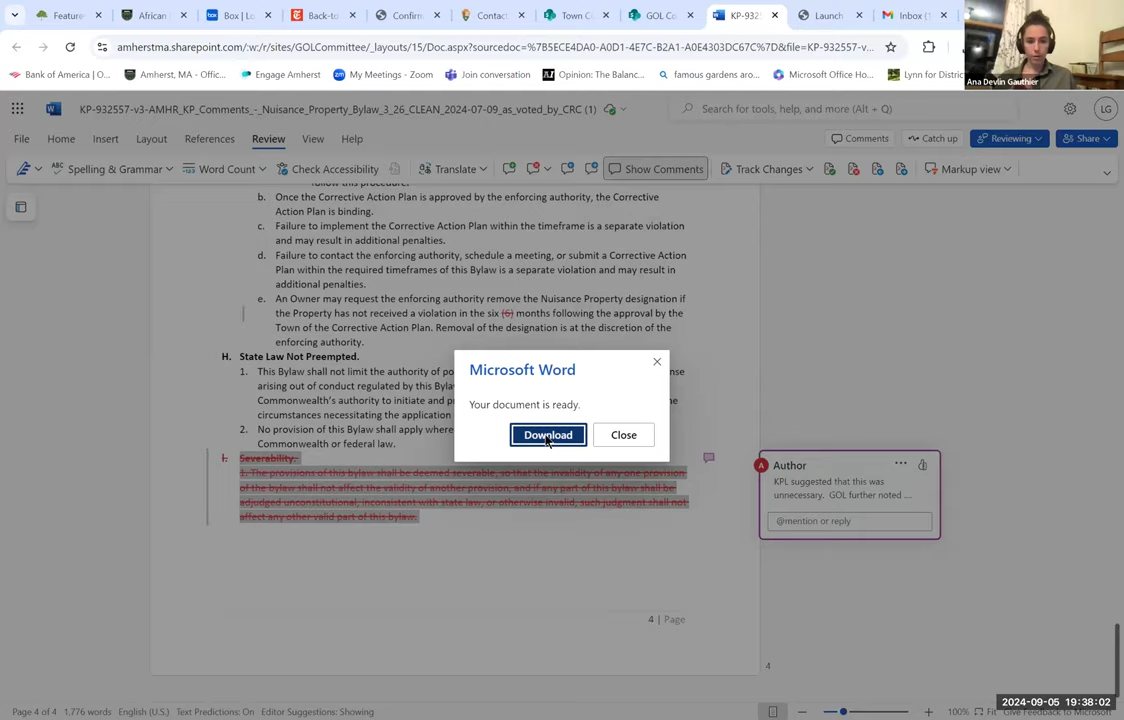 Feature
African
Box | Lo
Back-to
Confirm
Contact
Town C
GOL Co
KP-932
Launch
Inbox (1
amherstma.sharepoint.com/:w:/r/sites/GOLCommittee/_layouts/15/Doc.aspx?sourcedoc=%7B5ECE4DA0-A0D1-4E7C-B2A1-A0E4303DC67C%7D&file=KP-932557-v...
Ana Devlin Gauthier
Bank of America | O...
Amherst, MA - Offic...
Engage Amherst
My Meetings - Zoom
Join conversation
Opinion: The Balanc...
famous gardens aro...
Microsoft Office Ho...
Lynn for District
KP-932557-v3-AMHR_KP_Comments_-_Nuisance_Property_Bylaw_3_26_CLEAN_2024-07-09_as_voted_by_CRC (1)
Search for tools, help, and more (Alt + Q)
LG
File Home Insert Layout References Review View Help
Comments Catch up Reviewing Share
Spelling & Grammar Word Count Check Accessibility Translate Show Comments Track Changes Markup view
follow this procedure.
b. Once the Corrective Action Plan is approved by the enforcing authority, the Corrective
Action Plan is binding.
c. Failure to implement the Corrective Action Plan within the timeframe is a separate violation
and may result in additional penalties.
d. Failure to contact the enforcing authority, schedule a meeting, or submit a Corrective Action
Plan within the required timeframes of this Bylaw is a separate violation and may result in
additional penalties.
e. An Owner may request the enforcing authority remove the Nuisance Property designation if
the Property has not received a violation in the six (6) months following the approval by the
Town of the Corrective Action Plan. Removal of the designation is at the discretion of the
enforcing authority.
H. State Law Not Preempted.
1. This Bylaw shall not limit the authority of po
nse
arising out of conduct regulated by this Byla
Commonwealth's authority to initiate and p
the
circumstances necessitating the application
2. No provision of this Bylaw shall apply where
Commonwealth or federal law.
Microsoft Word
Your document is ready.
Download
Close
I. Severability.
1. The provisions of this bylaw shall be deemed severable, so that the invalidity of any one provision
of the bylaw shall not affect the validity of another provision, and if any part of this bylaw shall be
adjudged unconstitutional, inconsistent with state law, or otherwise invalid, such judgment shall not
affect any other valid part of this bylaw.
A Author
KPL suggested that this was
unnecessary. GOL further noted ...
@mention or reply
4 | Page
4
2024-09-05 19:38:02
Page 4 of 4 1,776 words English (U.S.) Text Predictions: On Editor Suggestions: Showing
100% Fit Give Feedback to Microsoft